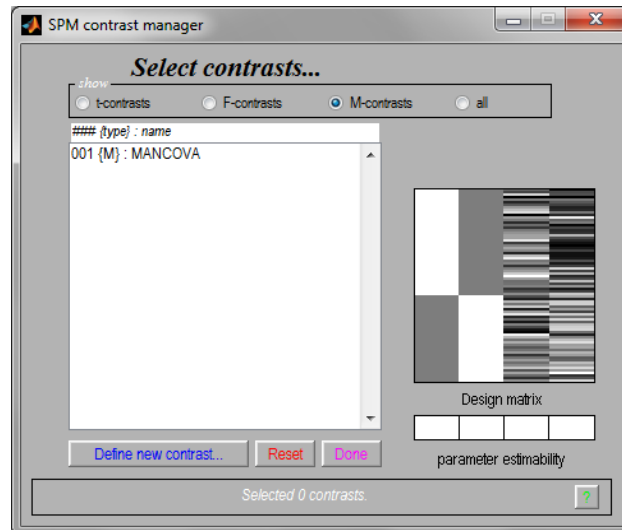 SPM contrast manager
Select contrasts...
show
t-contrasts F-contrasts M-contrasts all
### {type} : name
001 {M} : MANCOVA
Design matrix
parameter estimability
Define new contrast... Reset Done
Selected 0 contrasts.
?